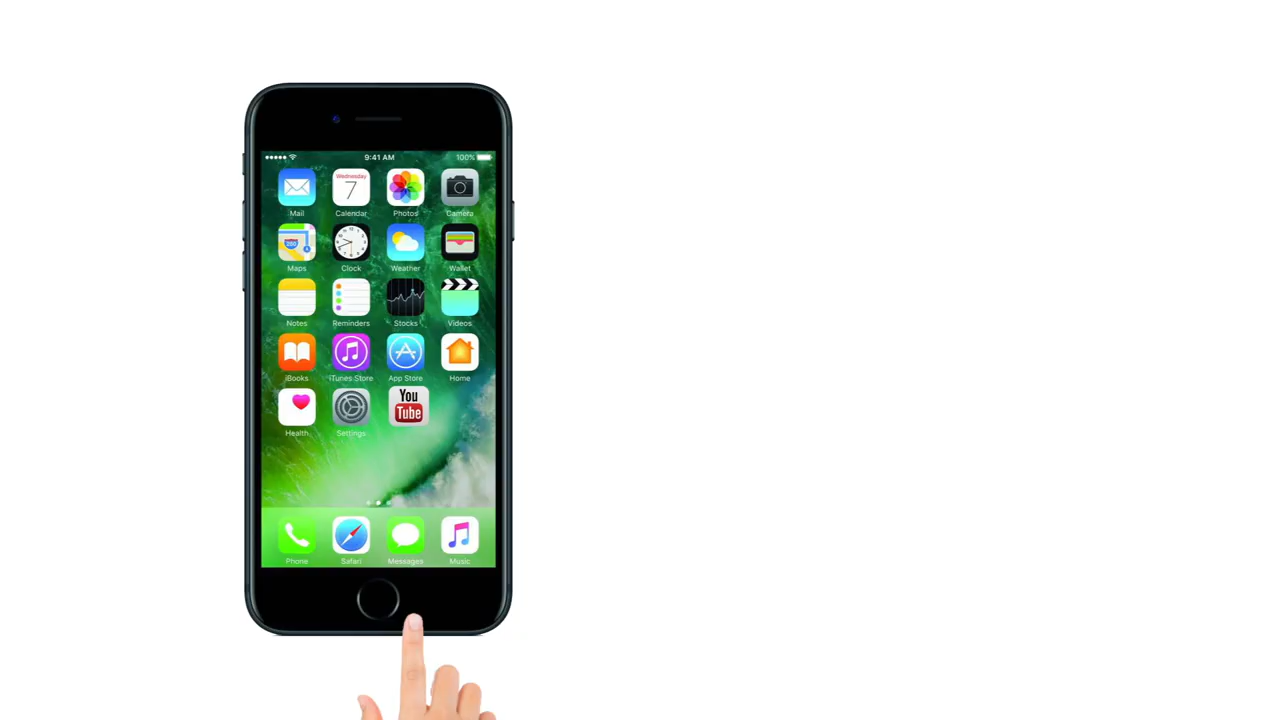 9:41 AM 100%
Wednesday
7
Mail Calendar Photos Camera
280
Maps Clock Weather Wallet
Notes Reminders Stocks Videos
iBooks iTunes Store App Store Home
You
Tube
Health Settings
Phone Safari Messages Music